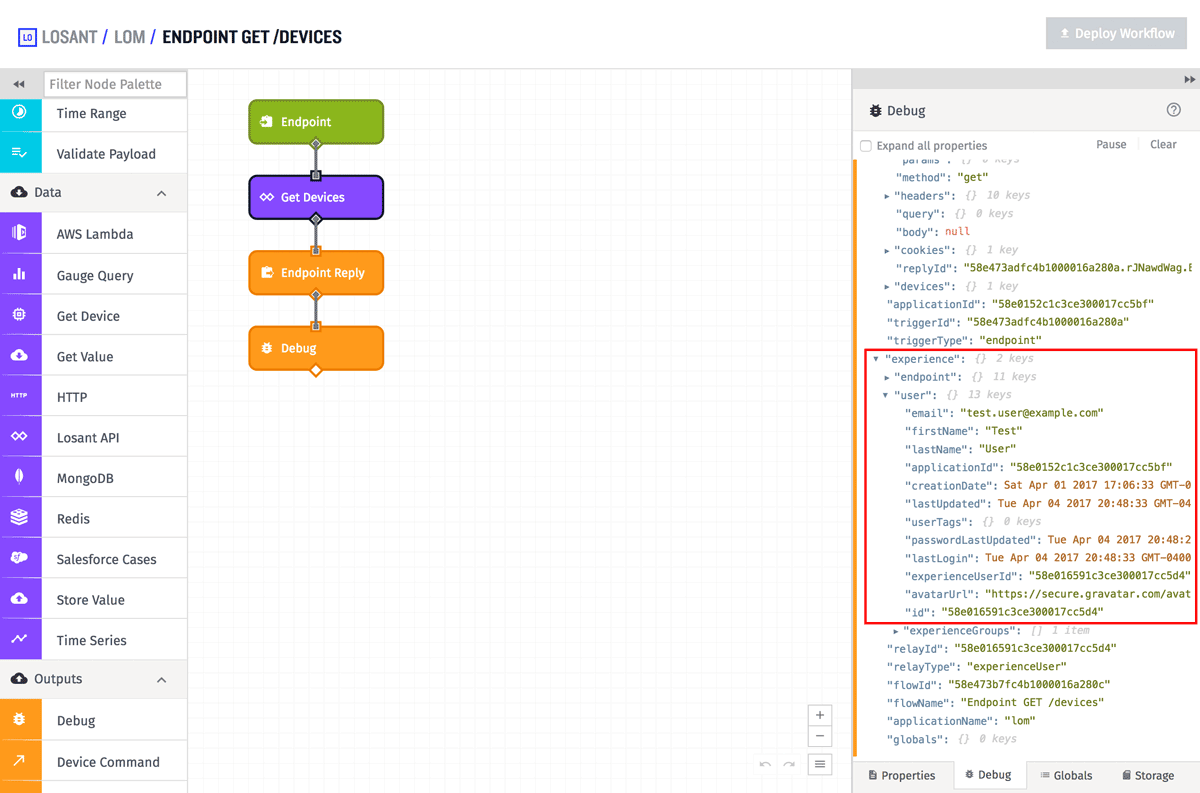 LO LOSANT / LOM / ENDPOINT GET /DEVICES
Deploy Workflow
Filter Node Palette
Time Range
Validate Payload
Data
AWS Lambda
Gauge Query
Get Device
Get Value
HTTP HTTP
Losant API
MongoDB
Redis
Salesforce Cases
Store Value
Time Series
Outputs
Debug
Device Command
Endpoint
Get Devices
Endpoint Reply
Debug
Debug
Expand all properties Pause Clear
"params": {} 0 keys
"method": "get"
"headers": {} 10 keys
"query": {} 0 keys
"body": null
"cookies": {} 1 key
"replyId": "58e473adfc4b1000016a280a.rJNawdWag.E
"devices": {} 1 key
"applicationId": "58e0152c1c3ce300017cc5bf"
"triggerId": "58e473adfc4b1000016a280a"
"triggerType": "endpoint"
"experience": {} 2 keys
"endpoint": {} 11 keys
"user": {} 13 keys
"email": "test.user@example.com"
"firstName": "Test"
"lastName": "User"
"applicationId": "58e0152c1c3ce300017cc5bf"
"creationDate": Sat Apr 01 2017 17:06:33 GMT-0
"lastUpdated": Tue Apr 04 2017 20:48:33 GMT-04
"userTags": {} 0 keys
"passwordLastUpdated": Tue Apr 04 2017 20:48:2
"lastLogin": Tue Apr 04 2017 20:48:33 GMT-0400
"experienceUserId": "58e016591c3ce300017cc5d4"
"avatarUrl": "https://secure.gravatar.com/avat
"id": "58e016591c3ce300017cc5d4"
"experienceGroups": [] 1 item
"relayId": "58e016591c3ce300017cc5d4"
"relayType": "experienceUser"
"flowId": "58e473b7fc4b1000016a280c"
"flowName": "Endpoint GET /devices"
"applicationName": "lom"
"globals": {} 0 keys
Properties Debug Globals Storage